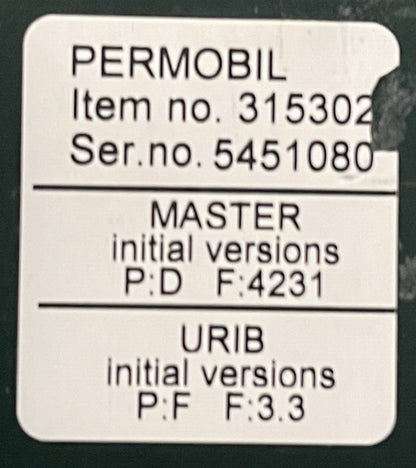 PERMOBIL
Item no. 315302
Ser.no. 5451080
MASTER
initial versions
P:D F:4231
URIB
initial versions
P:F F:3.3